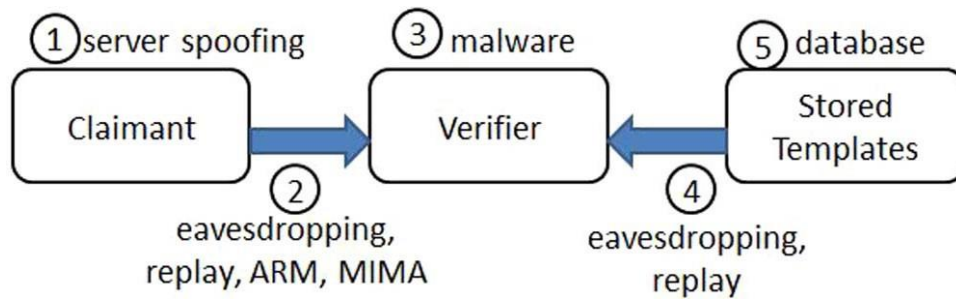 1 server spoofing
3 malware
5 database
Claimant
Verifier
Stored
Templates
2
eavesdropping,
replay, ARM, MIMA
4
eavesdropping,
replay